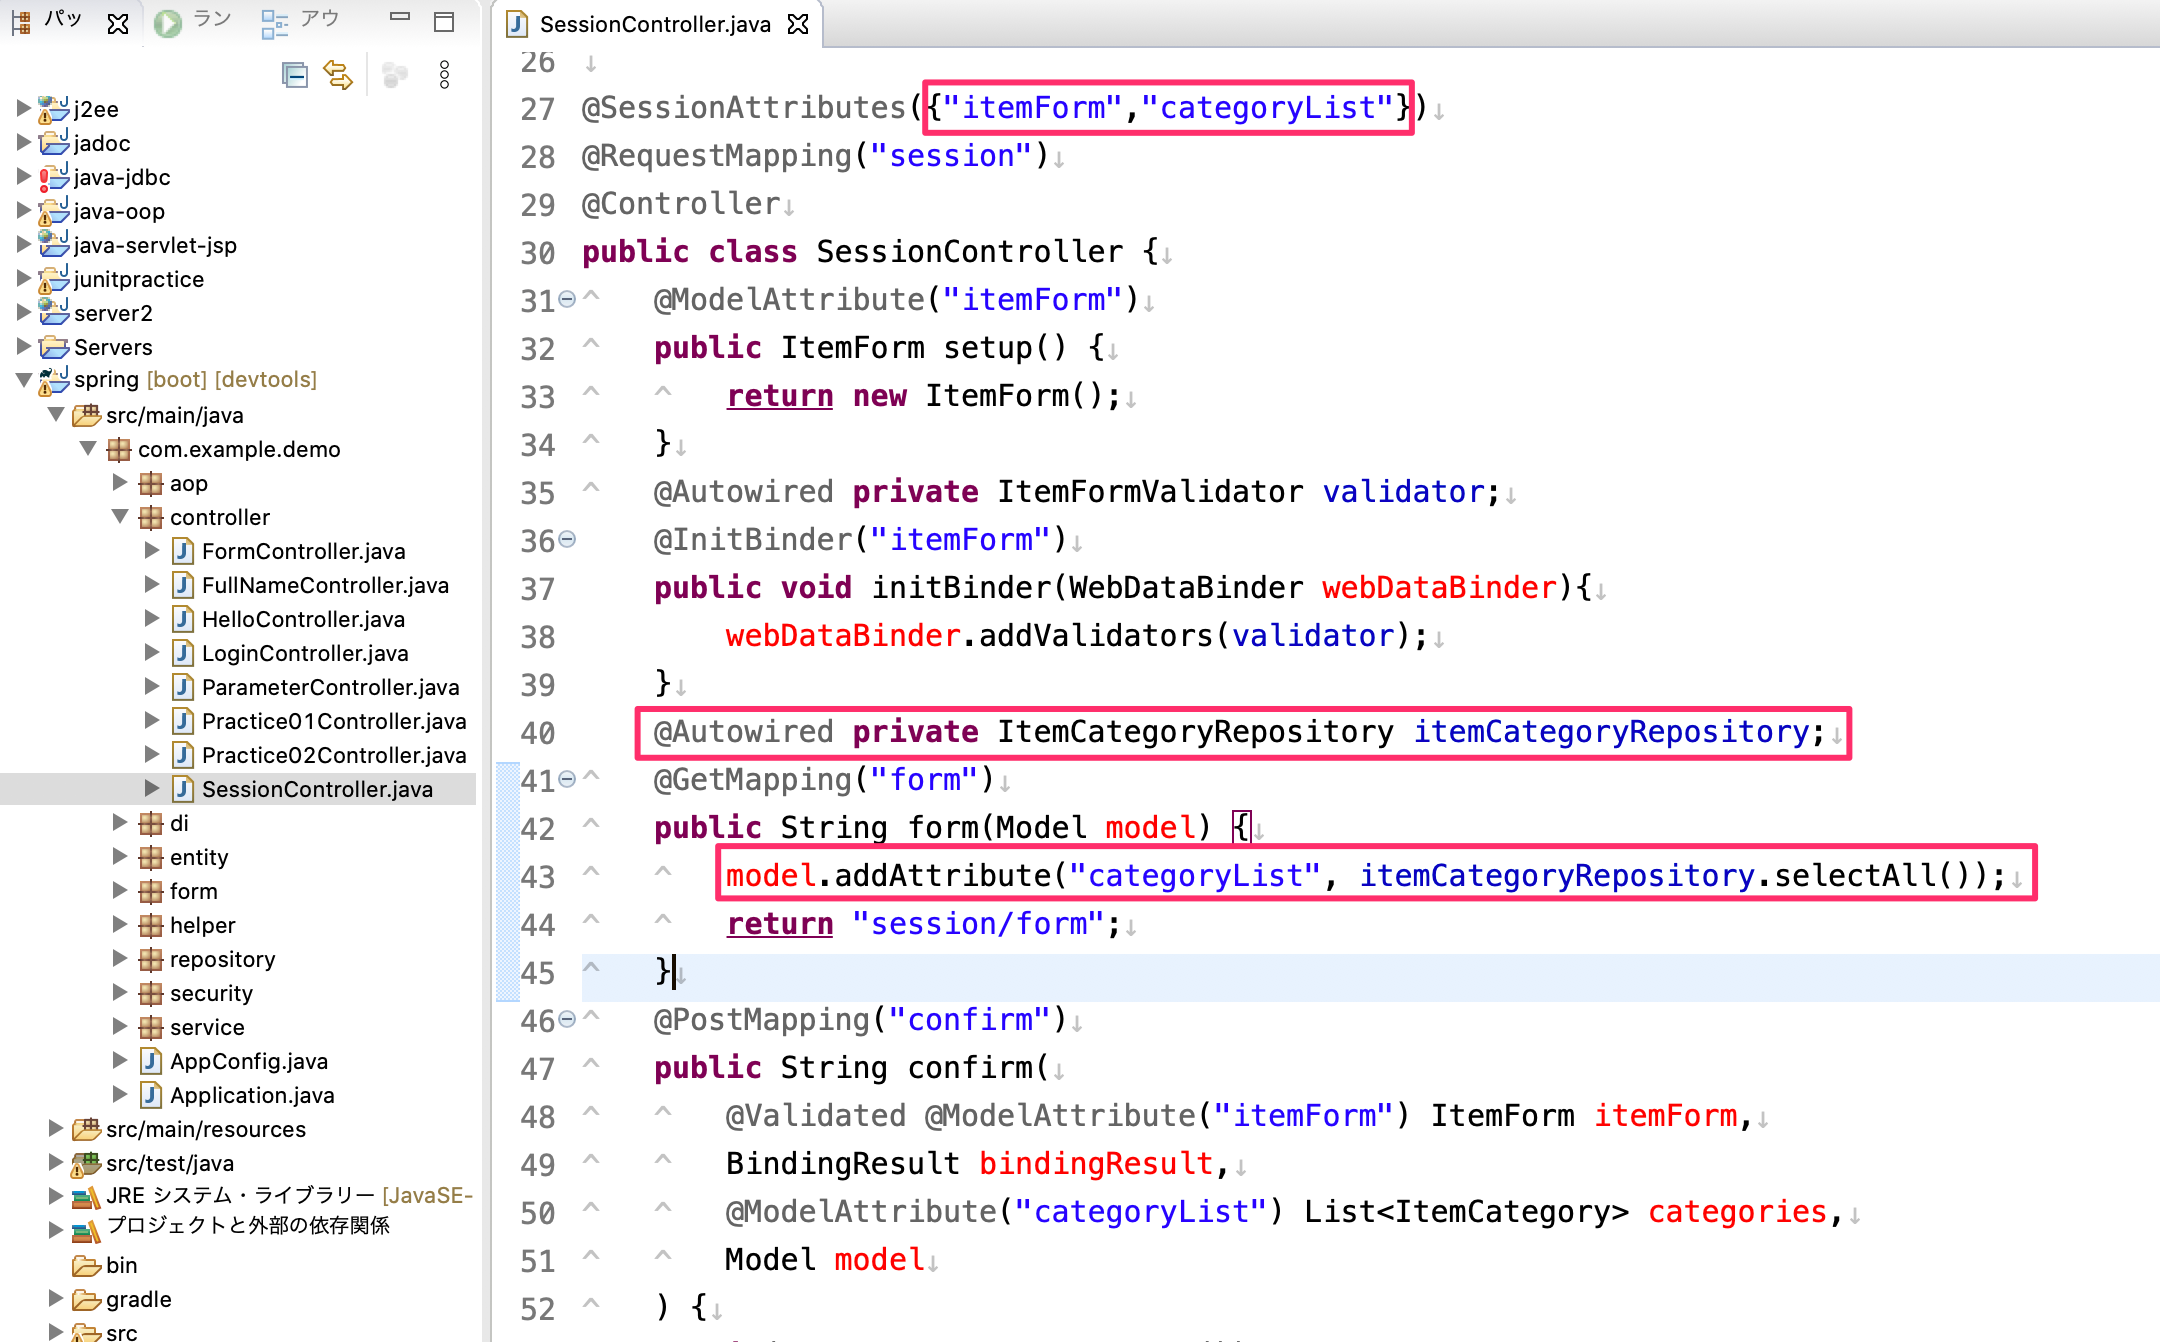 パッ ラン アウ
j2ee
jadoc
java-jdbc
java-oop
java-servlet-jsp
junitpractice
server2
Servers
spring [boot] [devtools]
src/main/java
com.example.demo
aop
controller
FormController.java
FullNameController.java
HelloController.java
LoginController.java
ParameterController.java
Practice01Controller.java
Practice02Controller.java
SessionController.java
di
entity
form
helper
repository
security
service
AppConfig.java
Application.java
src/main/resources
src/test/java
JRE システム・ライブラリー [JavaSE-
プロジェクトと外部の依存関係
bin
gradle
src
SessionController.java
26 ↓
27 @SessionAttributes({"itemForm","categoryList"})↓
28 @RequestMapping("session")↓
29 @Controller↓
30 public class SessionController {↓
31 ^ @ModelAttribute("itemForm")↓
32 ^ public ItemForm setup() {↓
33 ^ ^ return new ItemForm();↓
34 ^ }↓
35 ^ @Autowired private ItemFormValidator validator;↓
36 @InitBinder("itemForm")↓
37 public void initBinder(WebDataBinder webDataBinder){↓
38 webDataBinder.addValidators(validator);↓
39 }↓
40 @Autowired private ItemCategoryRepository itemCategoryRepository;↓
41 ^ @GetMapping("form")↓
42 ^ public String form(Model model) {↓
43 ^ ^ model.addAttribute("categoryList", itemCategoryRepository.selectAll());↓
44 ^ ^ return "session/form";↓
45 ^ }↓
46 ^ @PostMapping("confirm")↓
47 ^ public String confirm(↓
48 ^ ^ @Validated @ModelAttribute("itemForm") ItemForm itemForm,↓
49 ^ ^ BindingResult bindingResult,↓
50 ^ ^ @ModelAttribute("categoryList") List<ItemCategory> categories,↓
51 ^ ^ Model model↓
52 ^ ) {↓